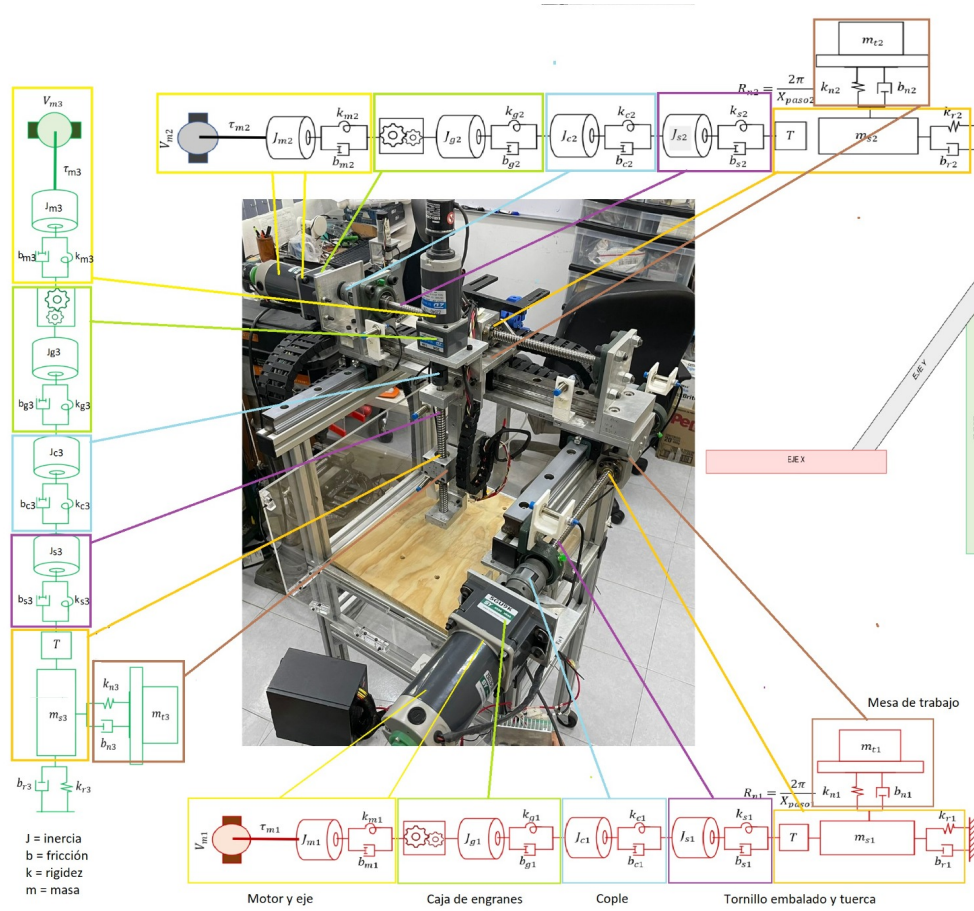 V_m2
τ_m2
J_m2
k_m2
b_m2
J_g2
k_g2
b_g2
J_c2
k_c2
b_c2
J_s2
k_s2
b_s2
R_n2 = 2π / X_paso2
T
m_s2
k_r2
b_r2
m_t2
k_n2
b_n2
V_m3
τ_m3
J_m3
b_m3
k_m3
J_g3
b_g3
k_g3
J_c3
b_c3
k_c3
J_s3
b_s3
k_s3
T
m_s3
k_n3
b_n3
m_t3
b_r3
k_r3
EJE X
EJE Y
J = inercia
b = fricción
k = rigidez
m = masa
Mesa de trabajo
m_t1
k_n1
b_n1
R_n1 = 2π / X_paso
V_m1
τ_m1
J_m1
k_m1
b_m1
J_g1
k_g1
b_g1
J_c1
k_c1
b_c1
J_s1
k_s1
b_s1
T
m_s1
k_r1
b_r1
Motor y eje
Caja de engranes
Cople
Tornillo embalado y tuerca